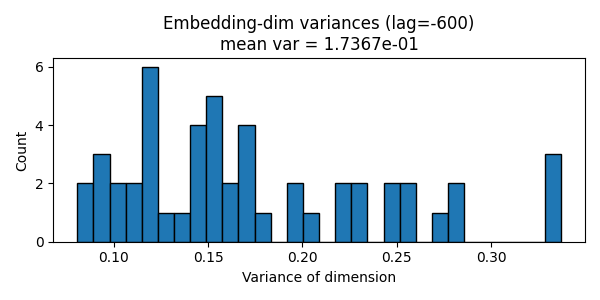 Embedding-dim variances (lag=-600)
mean var = 1.7367e-01
6
4
2
0
Count
0.10 0.15 0.20 0.25 0.30
Variance of dimension